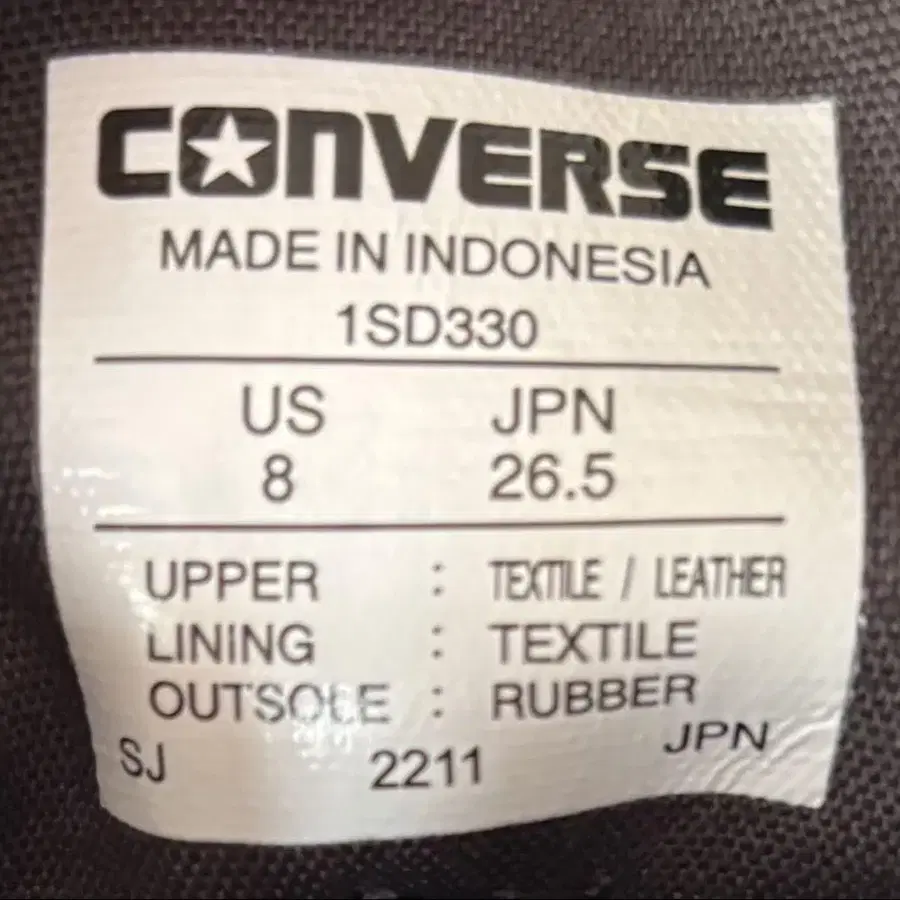 CONVERSE
MADE IN INDONESIA
1SD330
US JPN
8 26.5
UPPER : TEXTILE / LEATHER
LINING : TEXTILE
OUTSOLE : RUBBER
SJ 2211 JPN